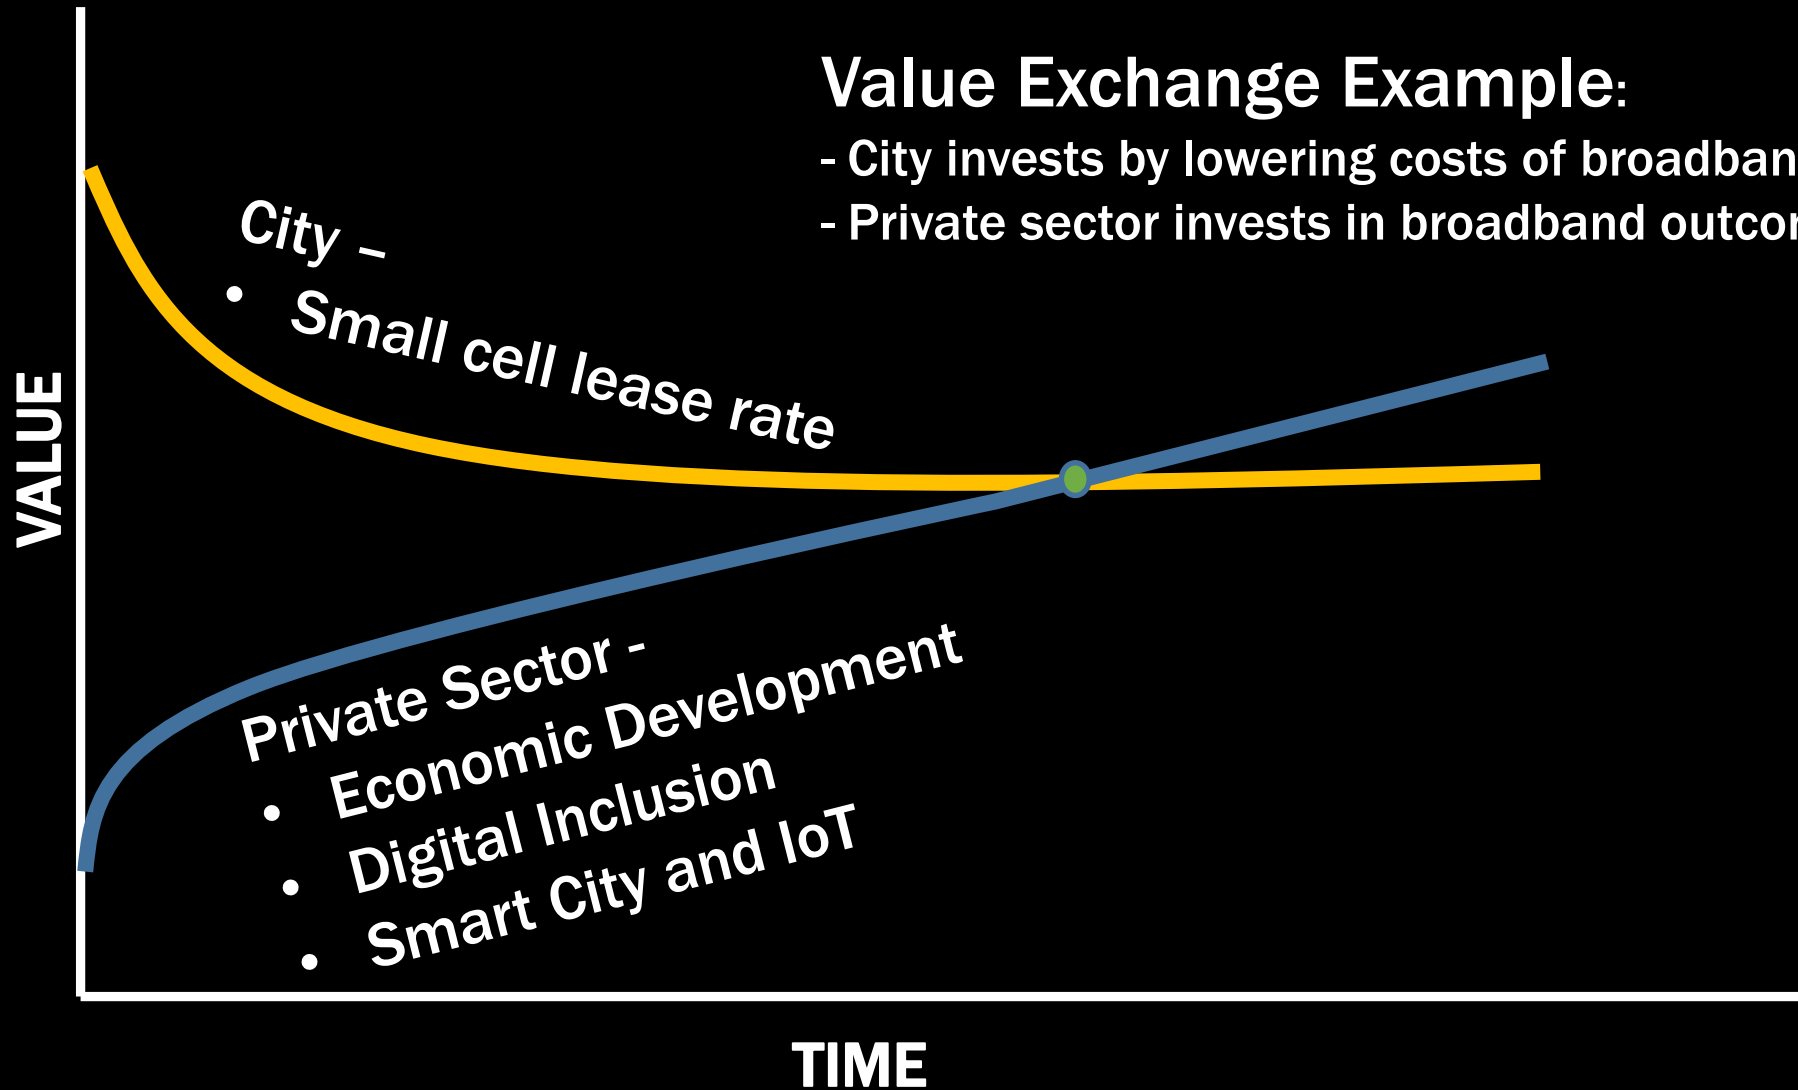 Value Exchange Example:
- City invests by lowering costs of broadban
- Private sector invests in broadband outco
City –
• Small cell lease rate
VALUE
Private Sector -
• Economic Development
• Digital Inclusion
• Smart City and IoT
TIME